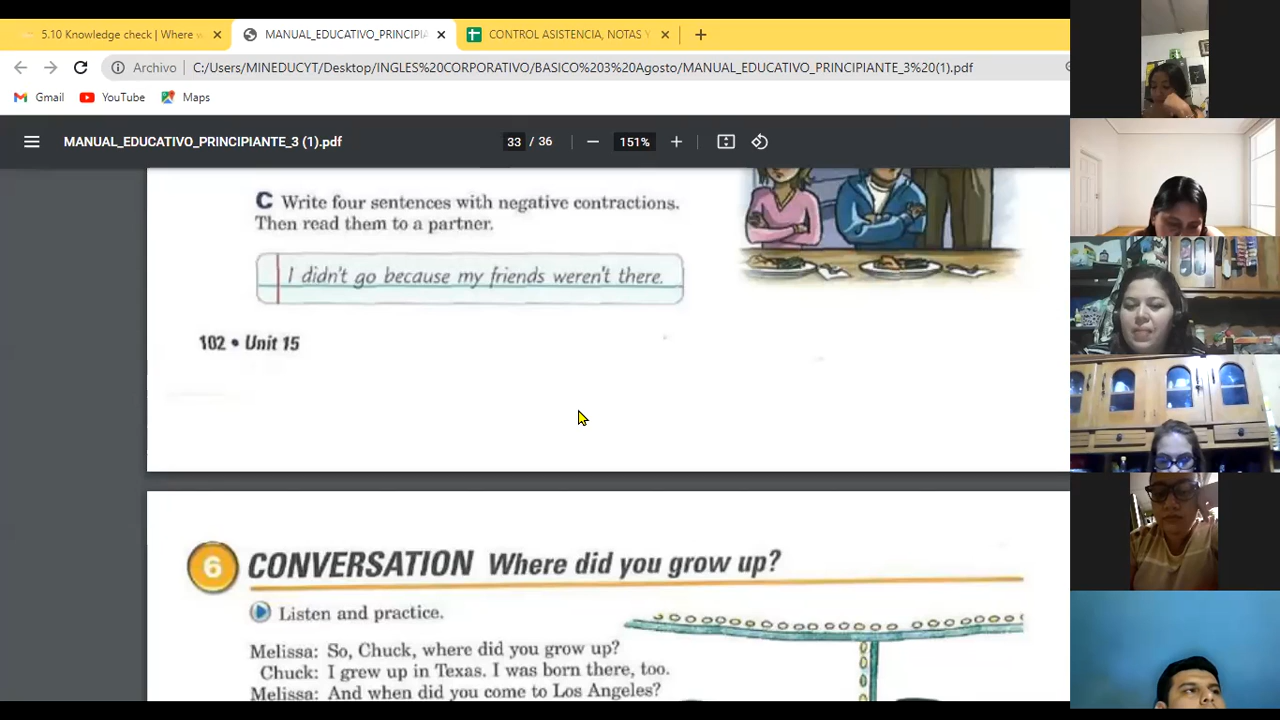 5.10 Knowledge check | Where
MANUAL_EDUCATIVO_PRINCIPIA
CONTROL ASISTENCIA, NOTAS Y
Archivo
C:/Users/MINEDUCYT/Desktop/INGLES%20CORPORATIVO/BASICO%203%20Agosto/MANUAL_EDUCATIVO_PRINCIPIANTE_3%20(1).pdf
Gmail
YouTube
Maps
MANUAL_EDUCATIVO_PRINCIPIANTE_3 (1).pdf
33 / 36
151%
C Write four sentences with negative contractions.
Then read them to a partner.
I didn't go because my friends weren't there.
102 • Unit 15
6 CONVERSATION Where did you grow up?
Listen and practice.
Melissa: So, Chuck, where did you grow up?
Chuck: I grew up in Texas. I was born there, too.
Melissa: And when did you come to Los Angeles?